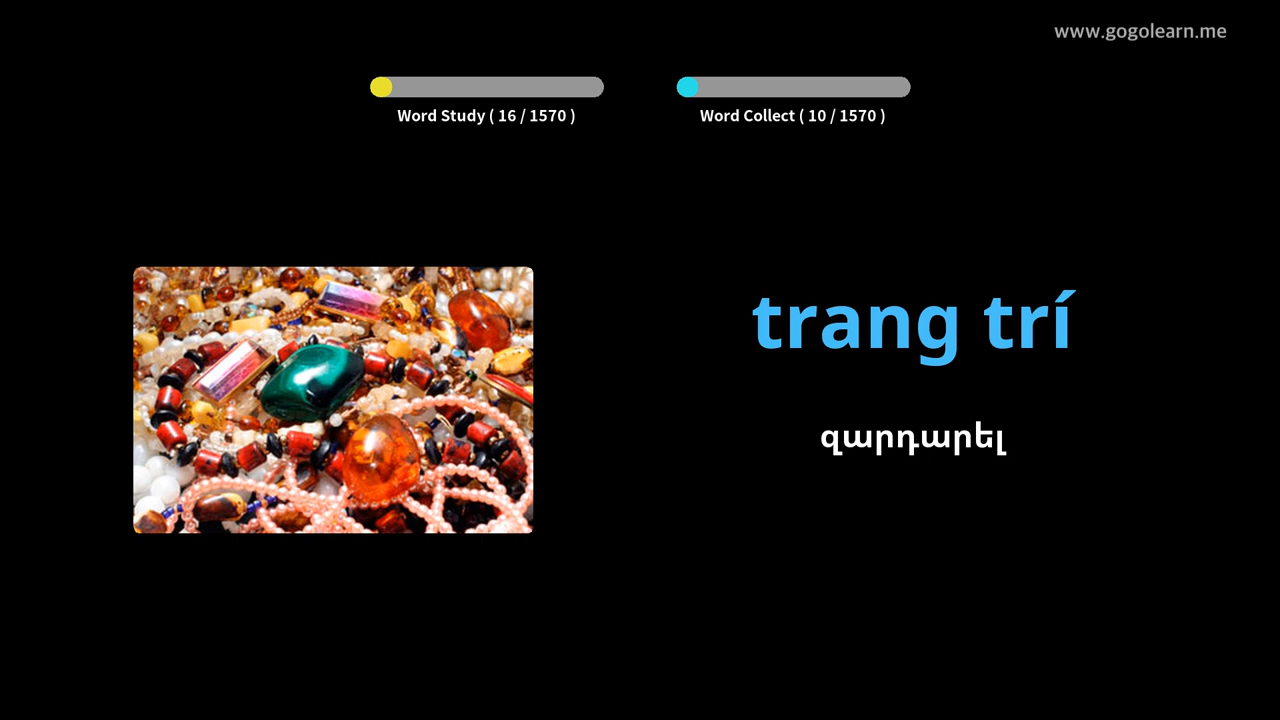 www.gogolearn.me
Word Study ( 16 / 1570 )
Word Collect ( 10 / 1570 )
trang trí
զարդարել